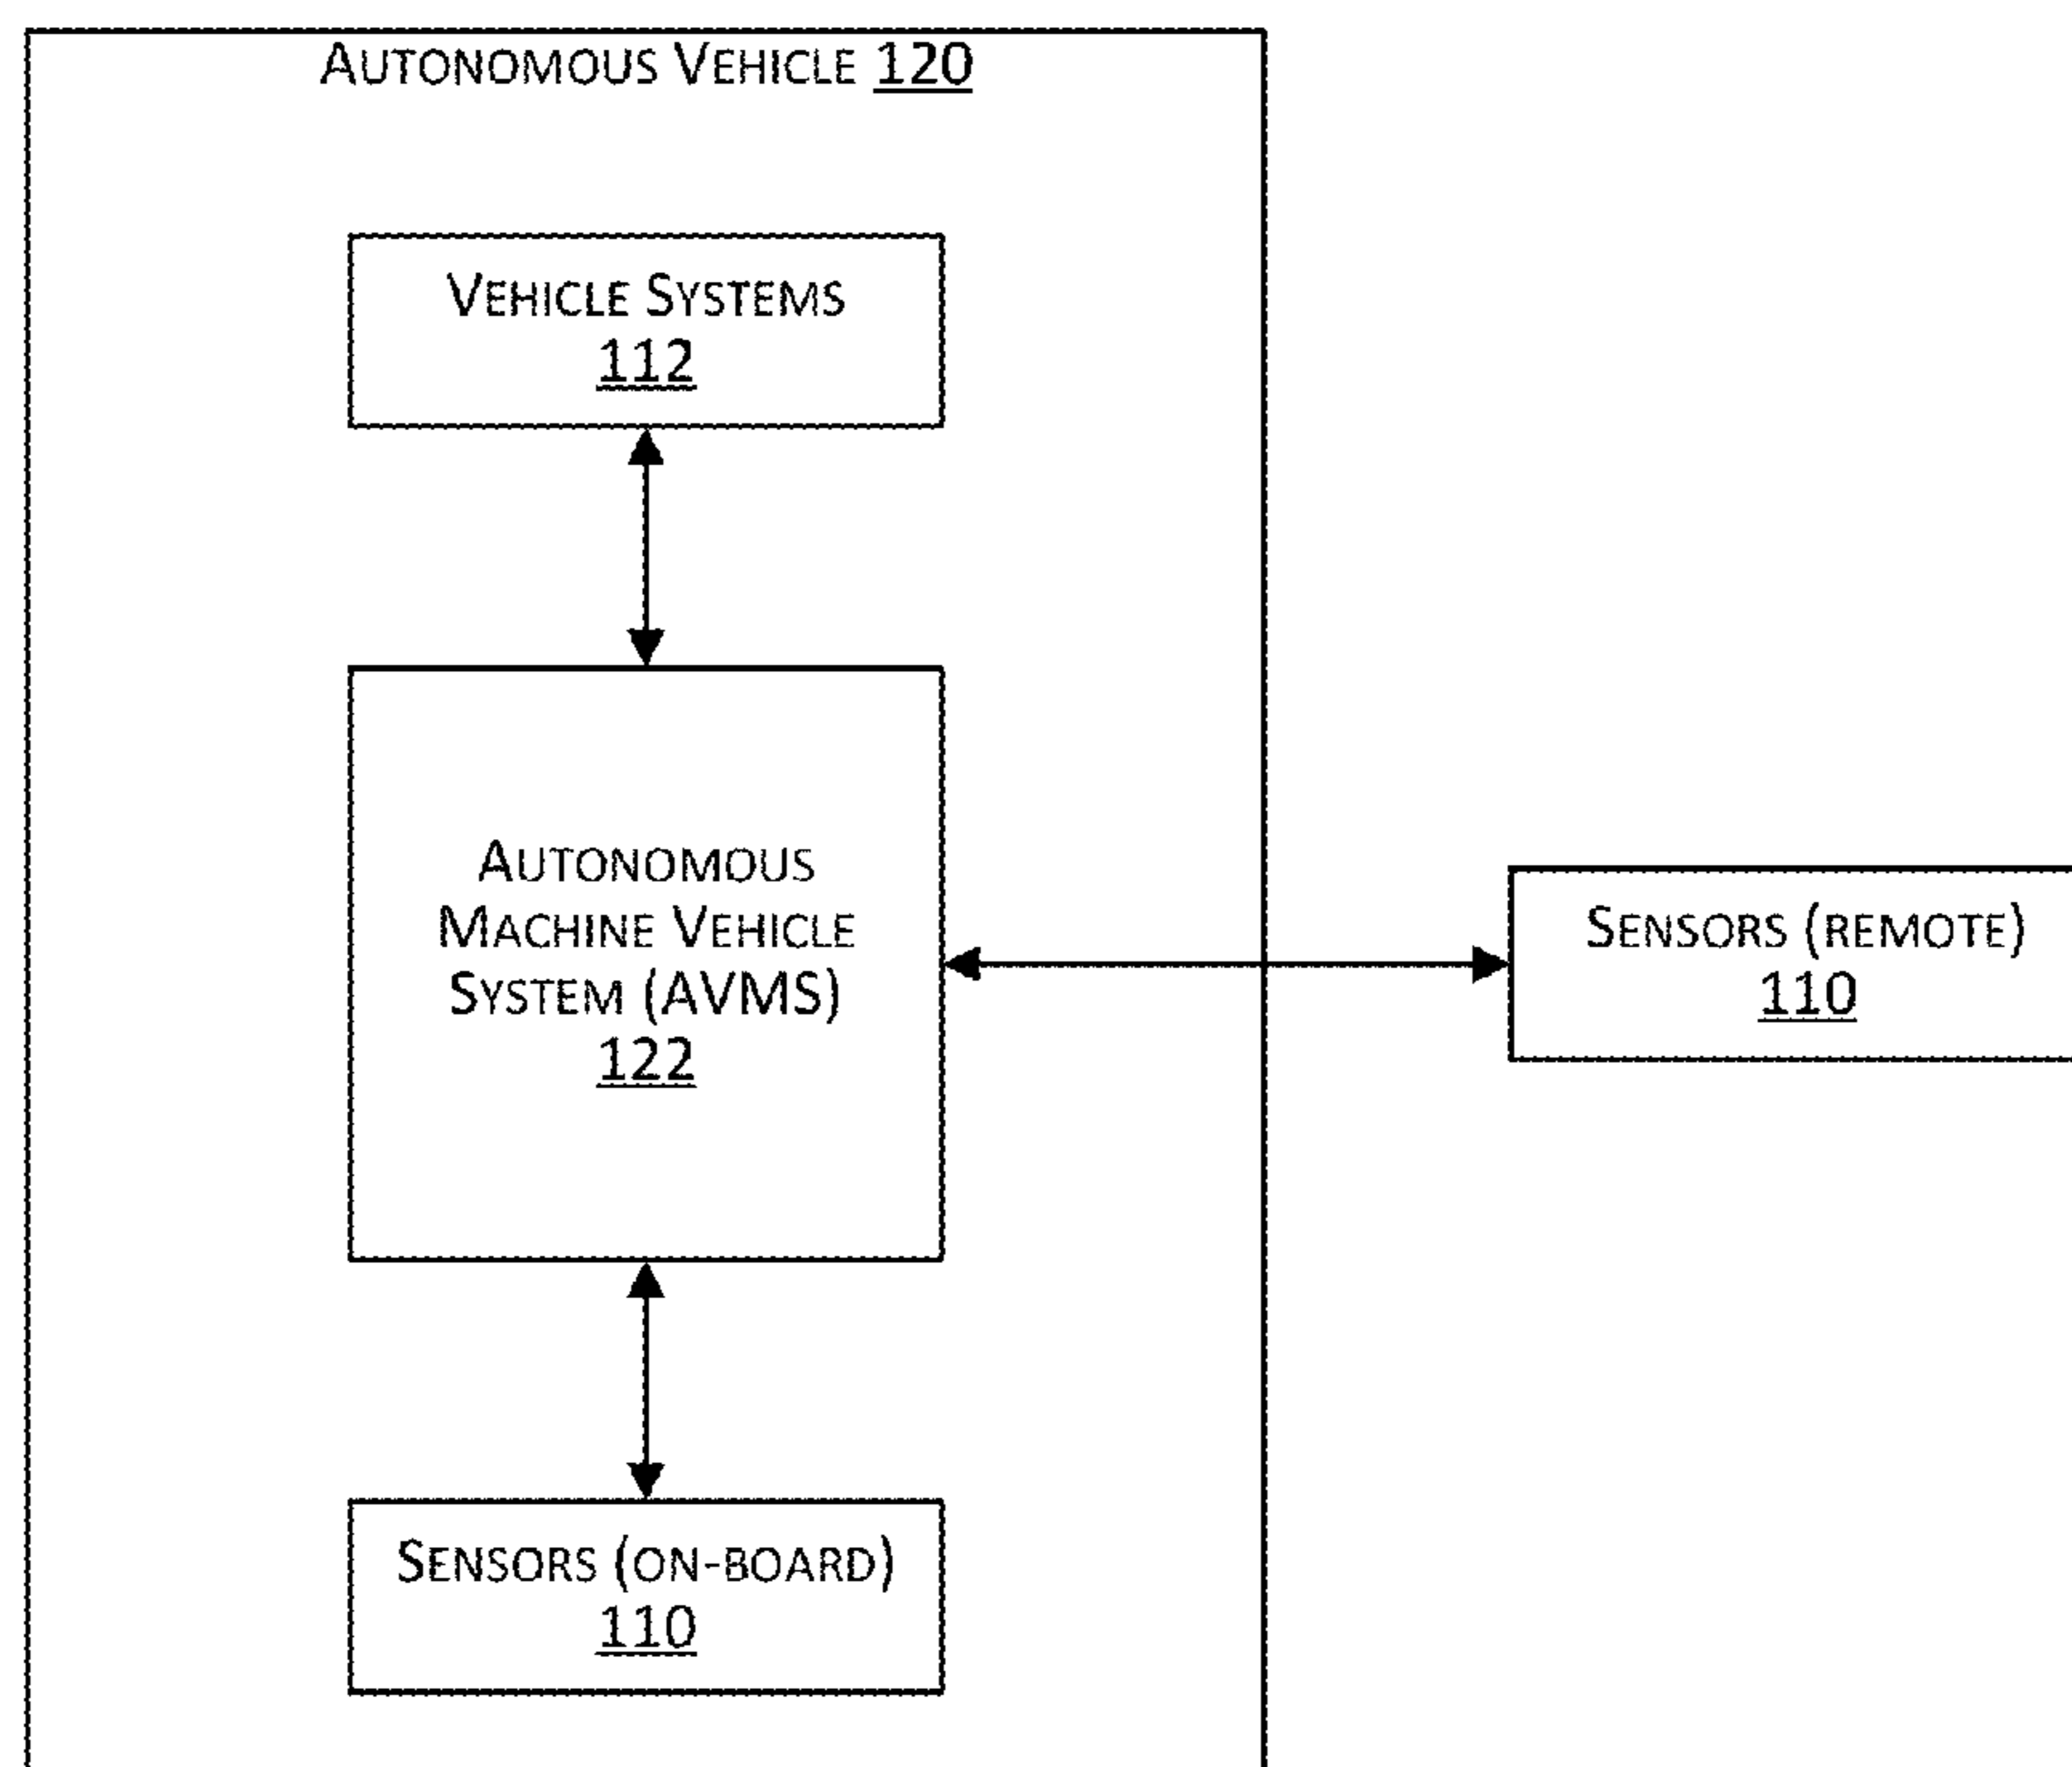 AUTONOMOUS VEHICLE 120
VEHICLE SYSTEMS
112
AUTONOMOUS
MACHINE VEHICLE
SYSTEM (AVMS)
122
SENSORS (REMOTE)
110
SENSORS (ON-BOARD)
110